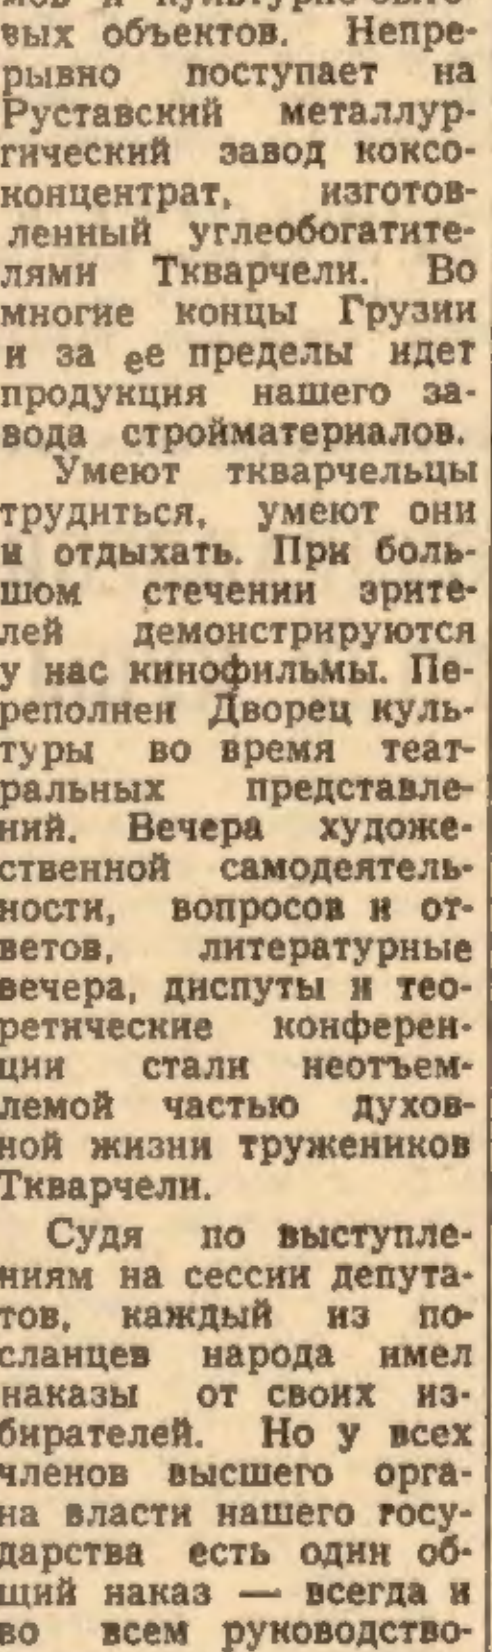 мов и культурно-быто-
вых объектов. Непре-
рывно поступает на
Руставский металлур-
гический завод коксо-
концентрат, изготов-
ленный углеобогатите-
лями Ткварчели. Во
многие концы Грузии
и за ее пределы идет
продукция нашего за-
вода стройматериалов.
Умеют ткварчельцы
трудиться, умеют они
и отдыхать. При боль-
шом стечении зрите-
лей демонстрируются
у нас кинофильмы. Пе-
реполнен Дворец куль-
туры во время теат-
ральных представле-
ний. Вечера художе-
ственной самодеятель-
ности, вопросов и от-
ветов, литературные
вечера, диспуты и тео-
ретические конферен-
ции стали неотъем-
лемой частью духов-
ной жизни тружеников
Ткварчели.
Судя по выступле-
ниям на сессии депута-
тов, каждый из по-
сланцев народа имел
наказы от своих из-
бирателей. Но у всех
членов высшего орга-
на власти нашего госу-
дарства есть один об-
щий наказ — всегда и
во всем руководство-